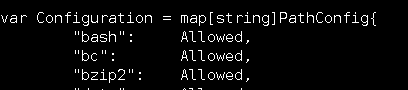 var Configuration = map[string]PathConfig{
        "bash":     Allowed,
        "bc":       Allowed,
        "bzip2":    Allowed,